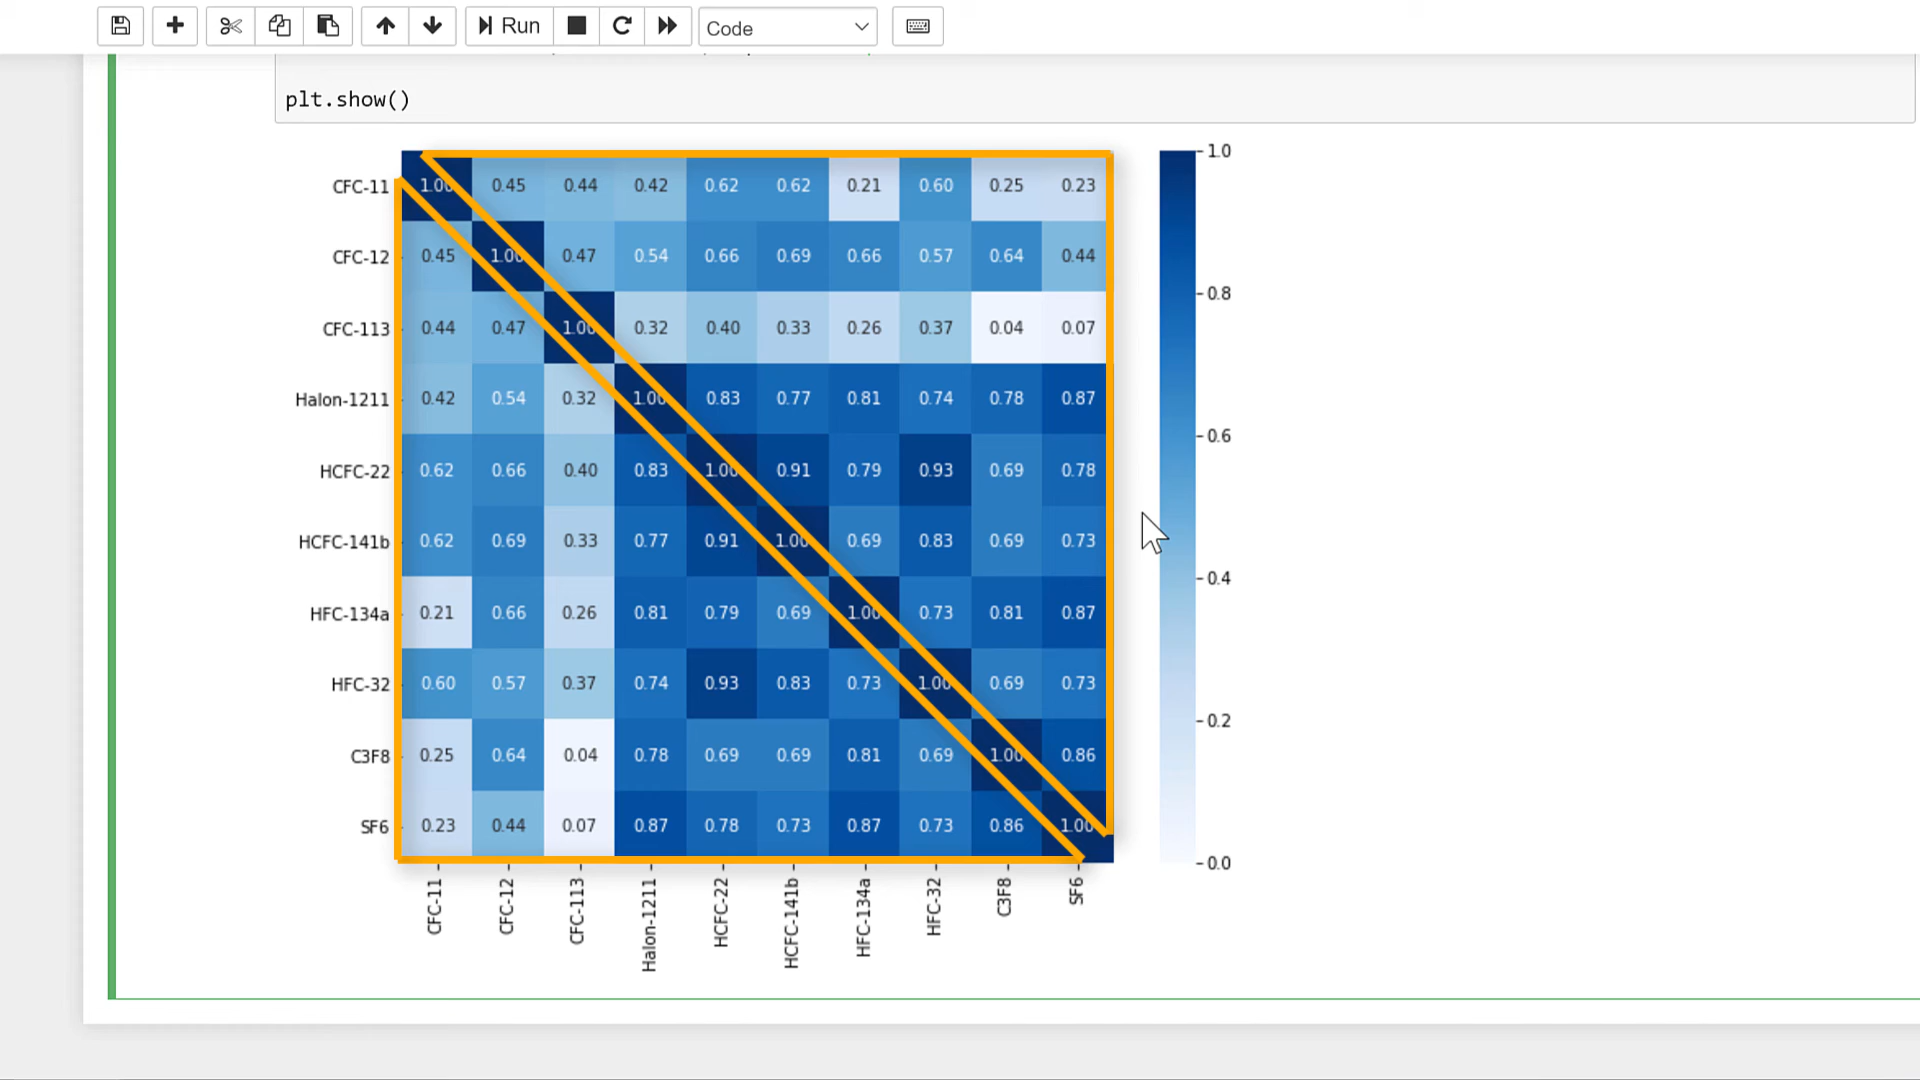 Run Code
plt.show()
CFC-11 1.00 0.45 0.44 0.42 0.62 0.62 0.21 0.60 0.25 0.23
CFC-12 0.45 1.00 0.47 0.54 0.66 0.69 0.66 0.57 0.64 0.44
CFC-113 0.44 0.47 1.00 0.32 0.40 0.33 0.26 0.37 0.04 0.07
Halon-1211 0.42 0.54 0.32 1.00 0.83 0.77 0.81 0.74 0.78 0.87
HCFC-22 0.62 0.66 0.40 0.83 1.00 0.91 0.79 0.93 0.69 0.78
HCFC-141b 0.62 0.69 0.33 0.77 0.91 1.00 0.69 0.83 0.69 0.73
HFC-134a 0.21 0.66 0.26 0.81 0.79 0.69 1.00 0.73 0.81 0.87
HFC-32 0.60 0.57 0.37 0.74 0.93 0.83 0.73 1.00 0.69 0.73
C3F8 0.25 0.64 0.04 0.78 0.69 0.69 0.81 0.69 1.00 0.86
SF6 0.23 0.44 0.07 0.87 0.78 0.73 0.87 0.73 0.86 1.00
CFC-11 CFC-12 CFC-113 Halon-1211 HCFC-22 HCFC-141b HFC-134a HFC-32 C3F8 SF6
1.0
0.8
0.6
0.4
0.2
0.0